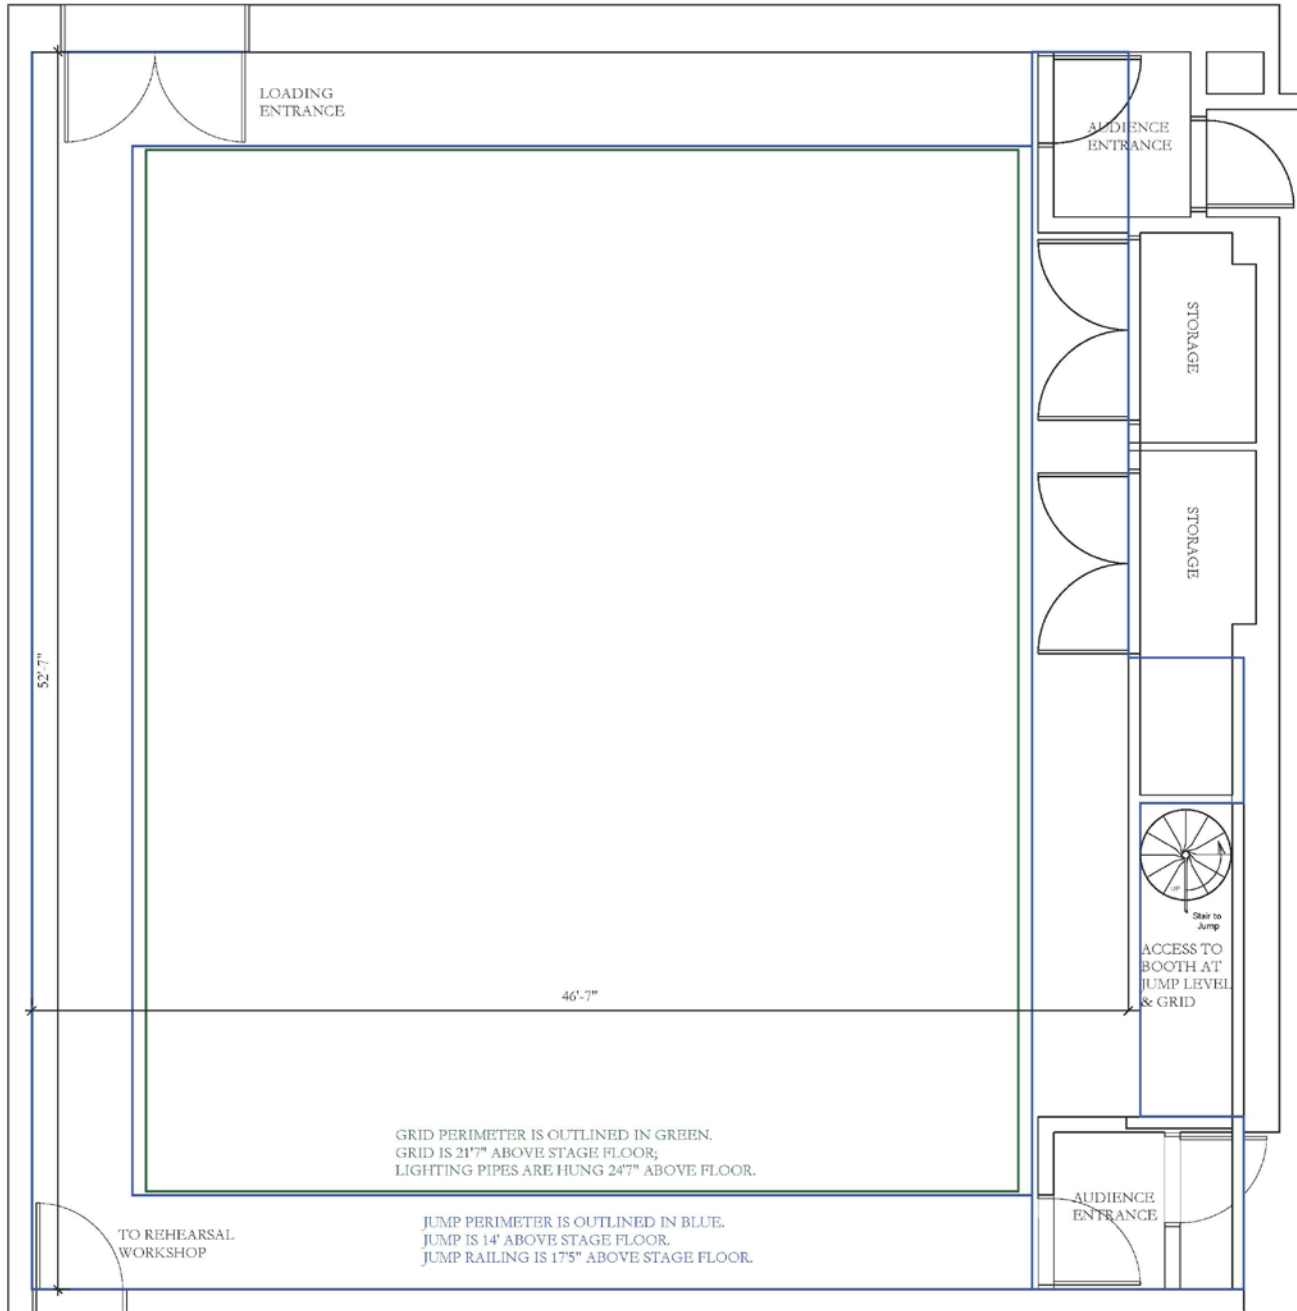 LOADING
ENTRANCE
AUDIENCE
ENTRANCE
STORAGE
STORAGE
52'-7"
UP
Stair to
Jump
ACCESS TO
BOOTH AT
JUMP LEVEL
& GRID
46'-7"
GRID PERIMETER IS OUTLINED IN GREEN.
GRID IS 21'7" ABOVE STAGE FLOOR;
LIGHTING PIPES ARE HUNG 24'7" ABOVE FLOOR.
AUDIENCE
ENTRANCE
JUMP PERIMETER IS OUTLINED IN BLUE.
JUMP IS 14' ABOVE STAGE FLOOR.
JUMP RAILING IS 17'5" ABOVE STAGE FLOOR.
TO REHEARSAL
WORKSHOP